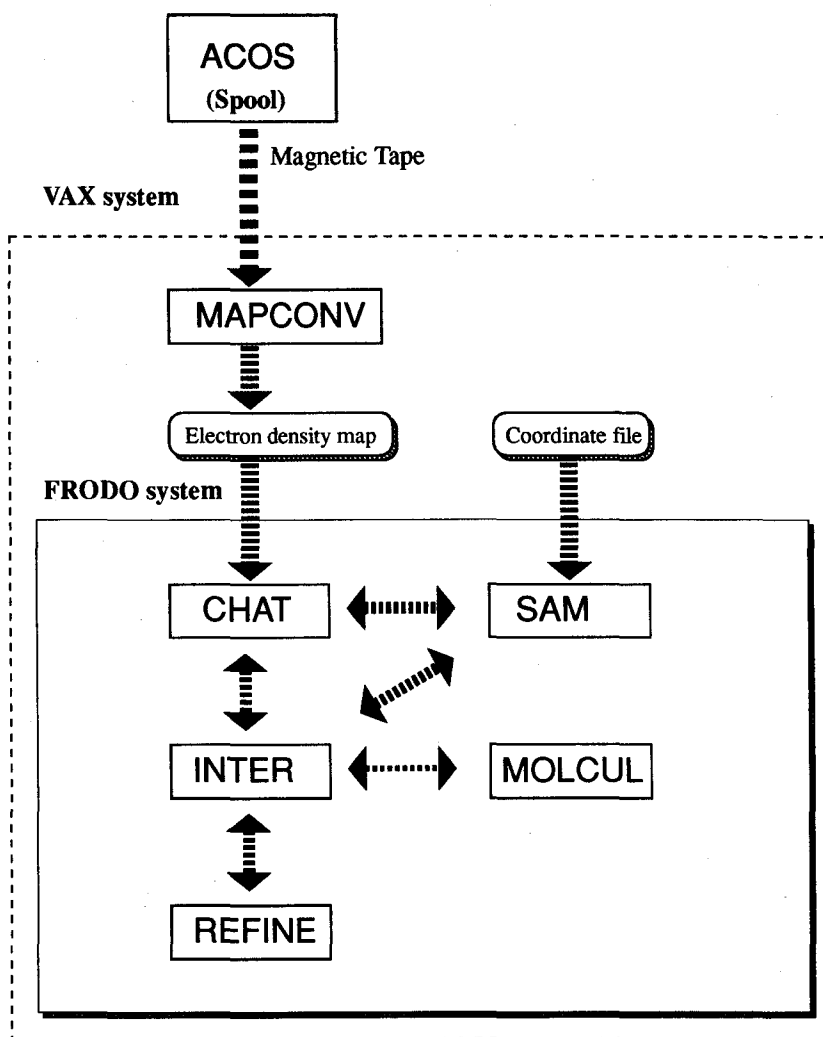 ACOS
(Spool)
Magnetic Tape
VAX system
MAPCONV
Electron density map
Coordinate file
FRODO system
CHAT
SAM
INTER
MOLCUL
REFINE